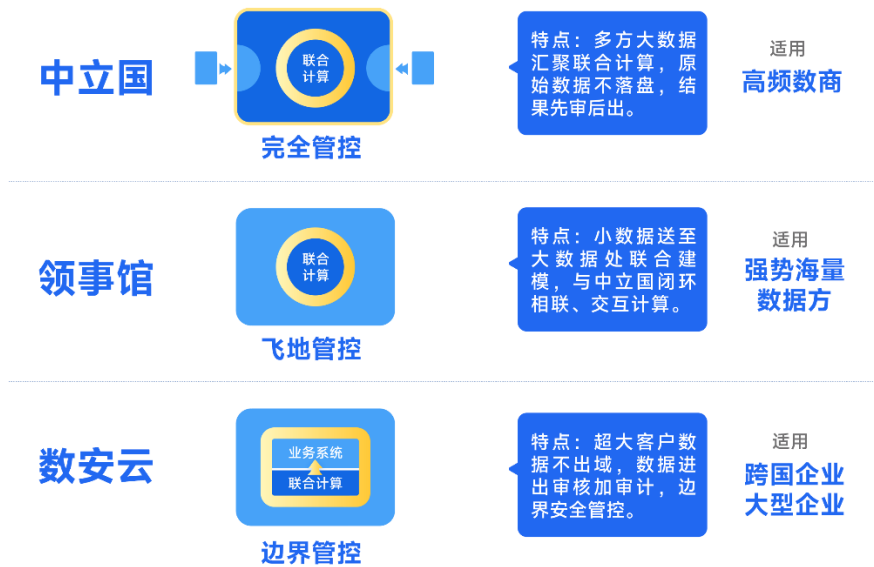 中立国
联合
计算
完全管控
特点：多方大数据
汇聚联合计算，原
始数据不落盘，结
果先审后出。
适用
高频数商
领事馆
联合
计算
飞地管控
特点：小数据送至
大数据处联合建
模，与中立国闭环
相联、交互计算。
适用
强势海量
数据方
数安云
业务系统
联合计算
边界管控
特点：超大客户数
据不出域，数据进
出审核加审计，边
界安全管控。
适用
跨国企业
大型企业